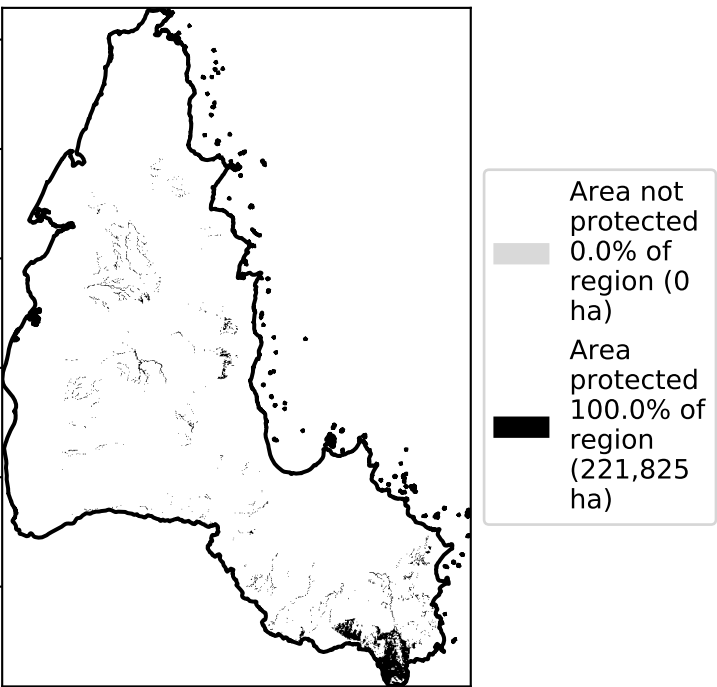 Area not
protected
0.0% of
region (0
ha)
Area
protected
100.0% of
region
(221,825
ha)